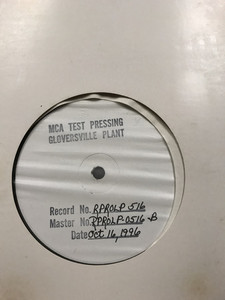 MCA TEST PRESSING
GLOVERSVILLE PLANT
Record No. RPROLP-516
Master No. RPROLP-0516-B
Date Oct 16, 1996